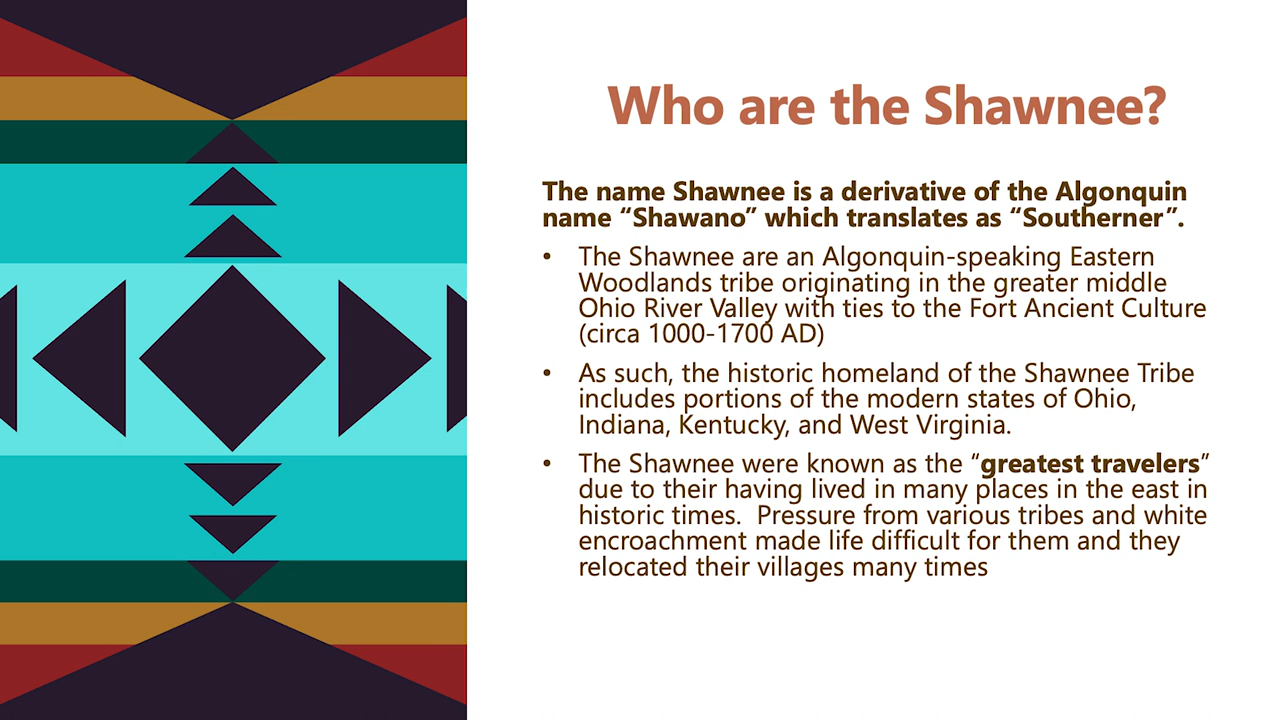 Who are the Shawnee?
The name Shawnee is a derivative of the Algonquin
name “Shawano” which translates as “Southerner”.
• The Shawnee are an Algonquin-speaking Eastern
Woodlands tribe originating in the greater middle
Ohio River Valley with ties to the Fort Ancient Culture
(circa 1000-1700 AD)
• As such, the historic homeland of the Shawnee Tribe
includes portions of the modern states of Ohio,
Indiana, Kentucky, and West Virginia.
• The Shawnee were known as the “greatest travelers”
due to their having lived in many places in the east in
historic times.  Pressure from various tribes and white
encroachment made life difficult for them and they
relocated their villages many times